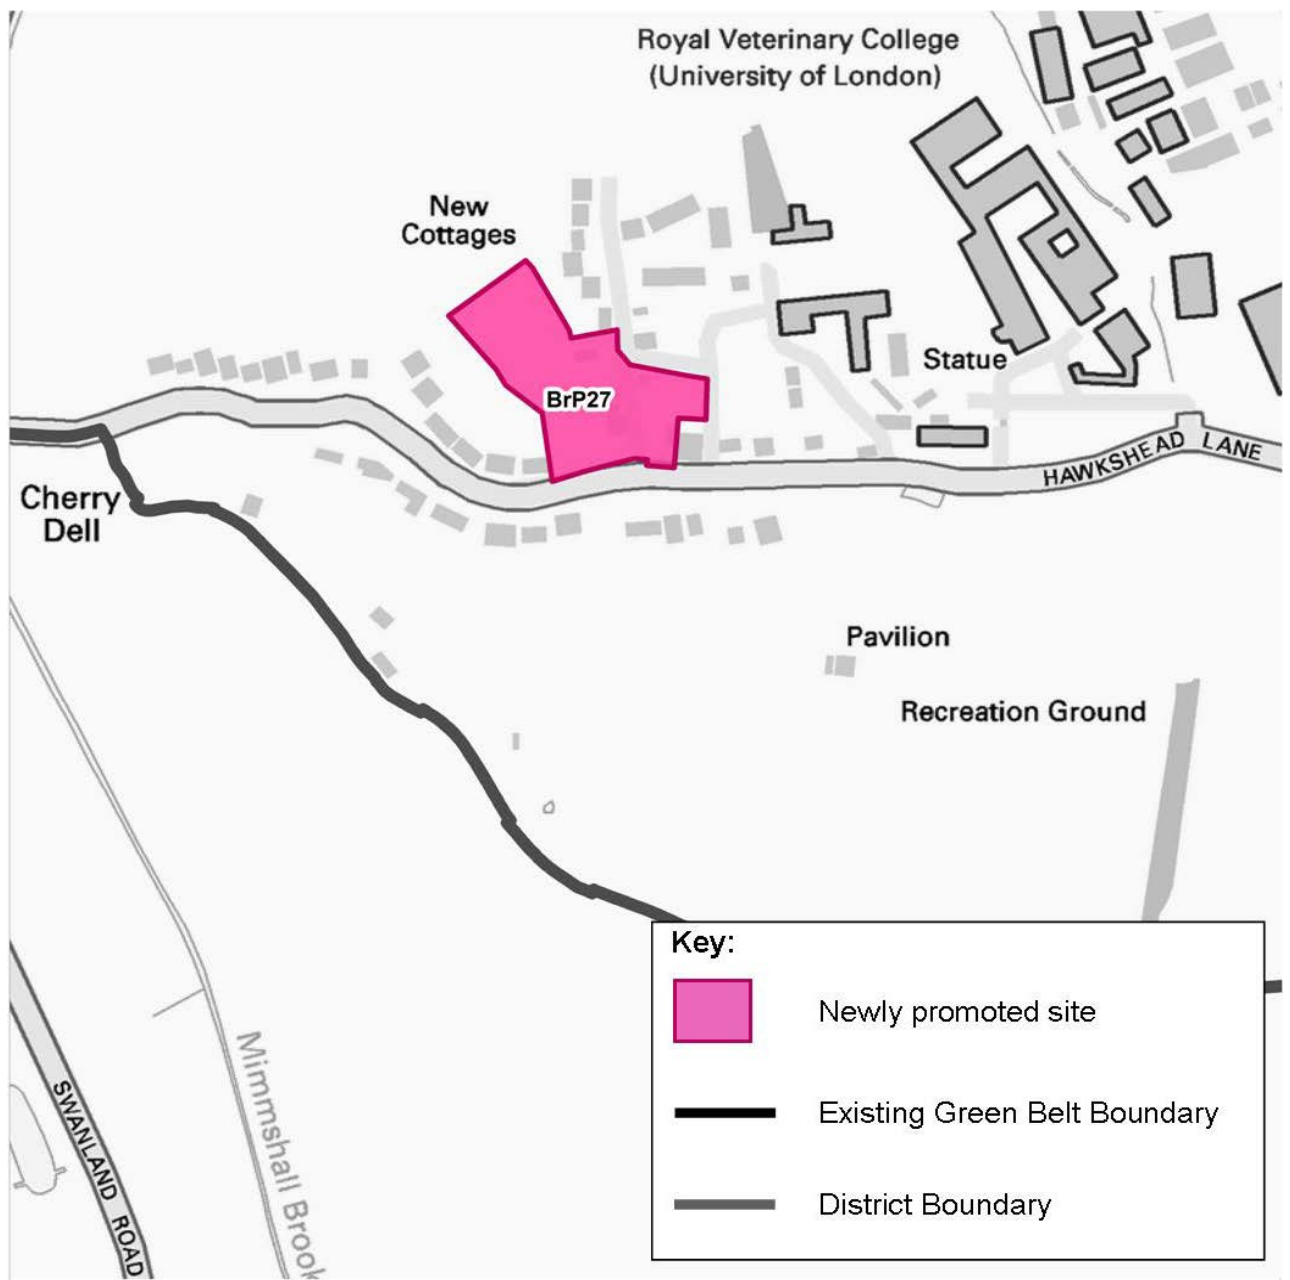 Royal Veterinary College
(University of London)
New
Cottages
BrP27
Statue
HAWKSHEAD LANE
Cherry
Dell
Pavilion
Recreation Ground
Mimmshall Brook
SWANLAND ROAD
Key:
Newly promoted site
Existing Green Belt Boundary
District Boundary